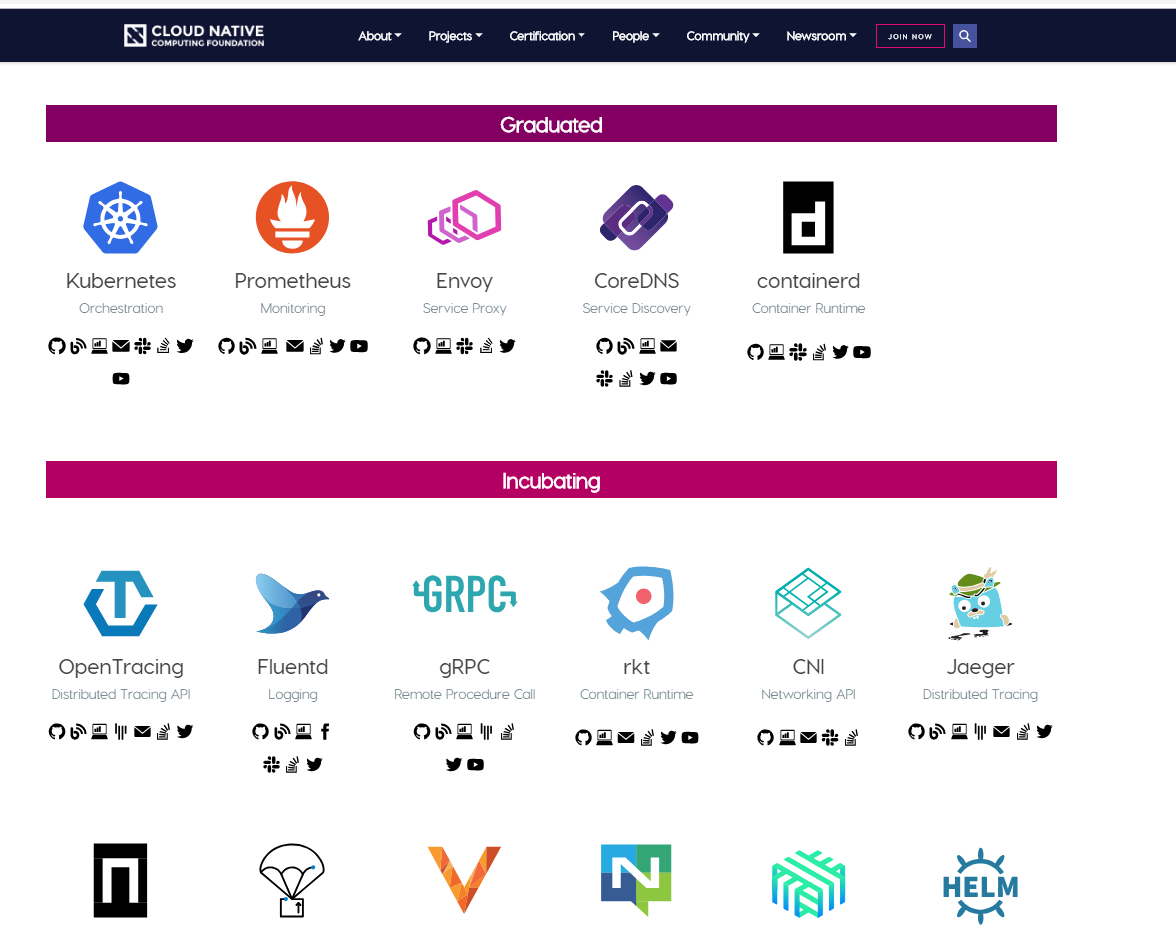 CLOUD NATIVE
COMPUTING FOUNDATION
About Projects Certification People Community Newsroom JOIN NOW
Graduated
d
Kubernetes Prometheus Envoy CoreDNS containerd
Orchestration Monitoring Service Proxy Service Discovery Container Runtime
Incubating
GRPC
OpenTracing Fluentd gRPC rkt CNI Jaeger
Distributed Tracing API Logging Remote Procedure Call Container Runtime Networking API Distributed Tracing
n V N HELM